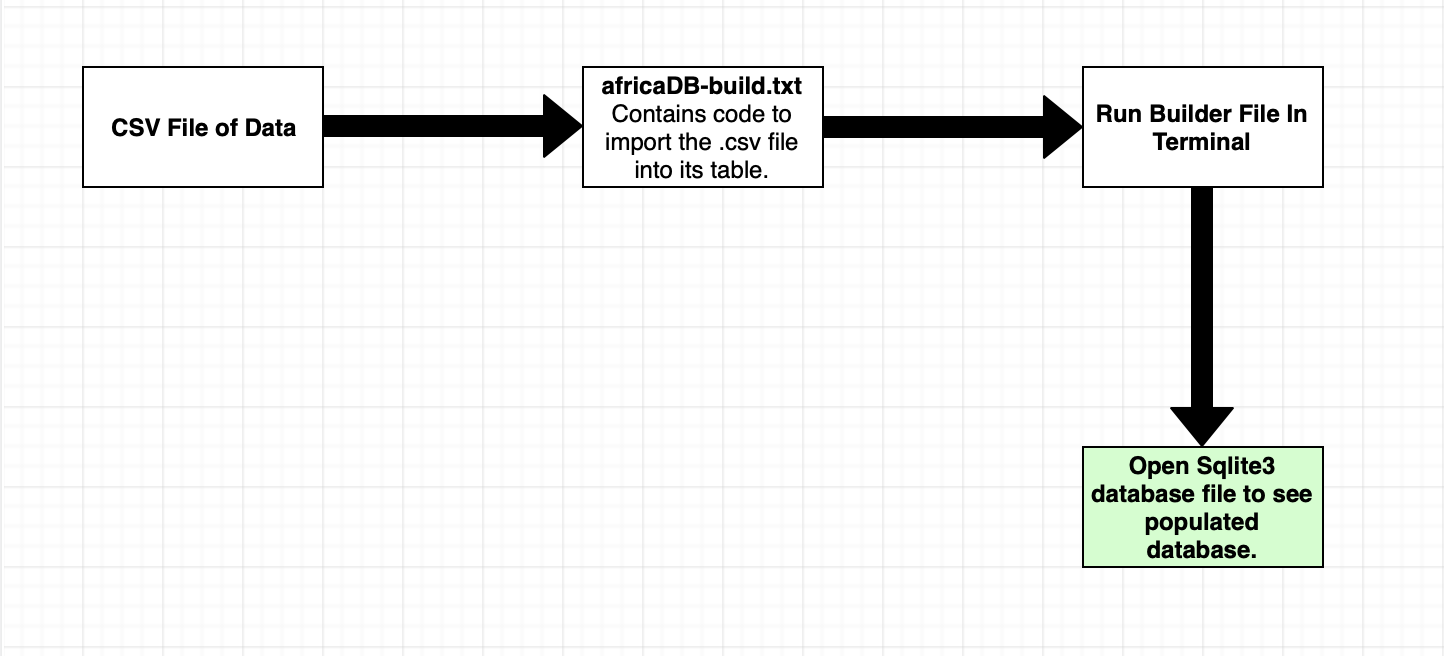 CSV File of Data
africaDB-build.txt
Contains code to
import the .csv file
into its table.
Run Builder File In
Terminal
Open Sqlite3
database file to see
populated
database.